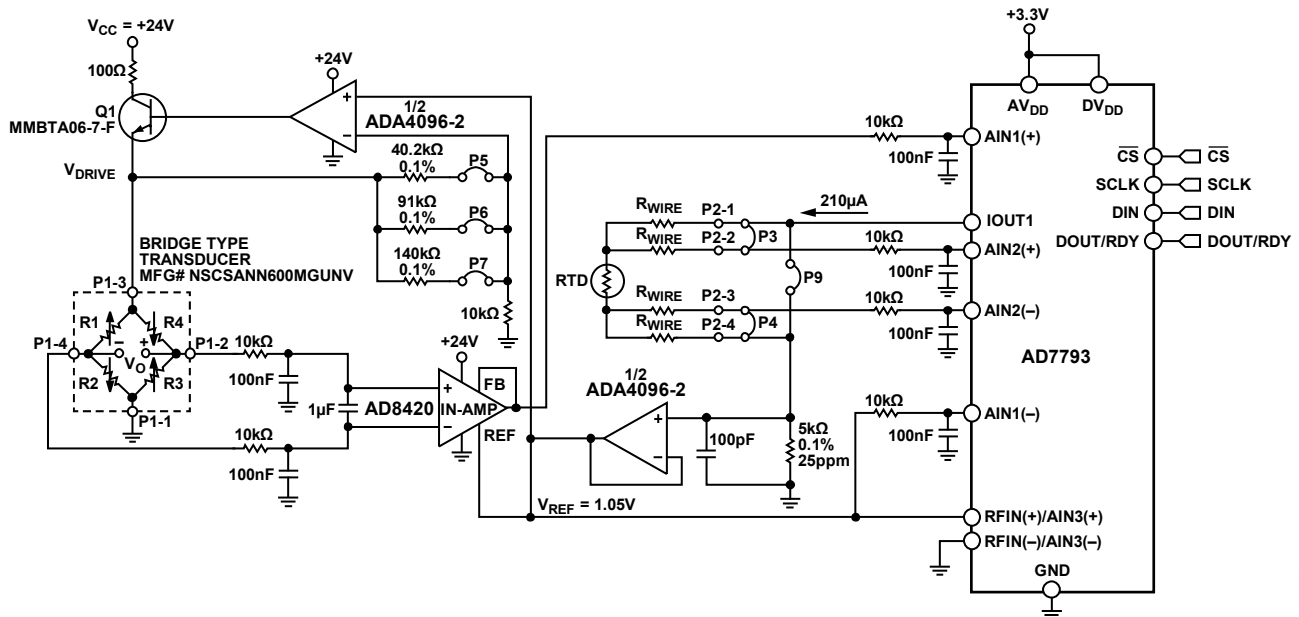 VCC = +24V
100Ω
Q1
MMBTA06-7-F
+24V
+
−
1/2
ADA4096-2
VDRIVE
40.2kΩ
0.1%
P5
91kΩ
0.1%
P6
140kΩ
0.1%
P7
10kΩ
BRIDGE TYPE
TRANSDUCER
MFG# NSCSANN600MGUNV
P1-3
R1
R4
P1-4
−
+
VO
P1-2
R2
R3
P1-1
10kΩ
100nF
1µF
10kΩ
100nF
+24V
+
−
AD8420
IN-AMP
FB
REF
1/2
ADA4096-2
+
−
100pF
5kΩ
0.1%
25ppm
VREF = 1.05V
RWIRE
P2-1
RWIRE
P2-2
P3
RTD
RWIRE
P2-3
RWIRE
P2-4
P4
P9
210µA
10kΩ
100nF
10kΩ
100nF
10kΩ
100nF
10kΩ
100nF
+3.3V
AVDD
DVDD
AIN1(+)
IOUT1
AIN2(+)
AIN2(–)
AD7793
AIN1(–)
RFIN(+)/AIN3(+)
RFIN(–)/AIN3(–)
GND
CS
CS
SCLK
SCLK
DIN
DIN
DOUT/RDY
DOUT/RDY